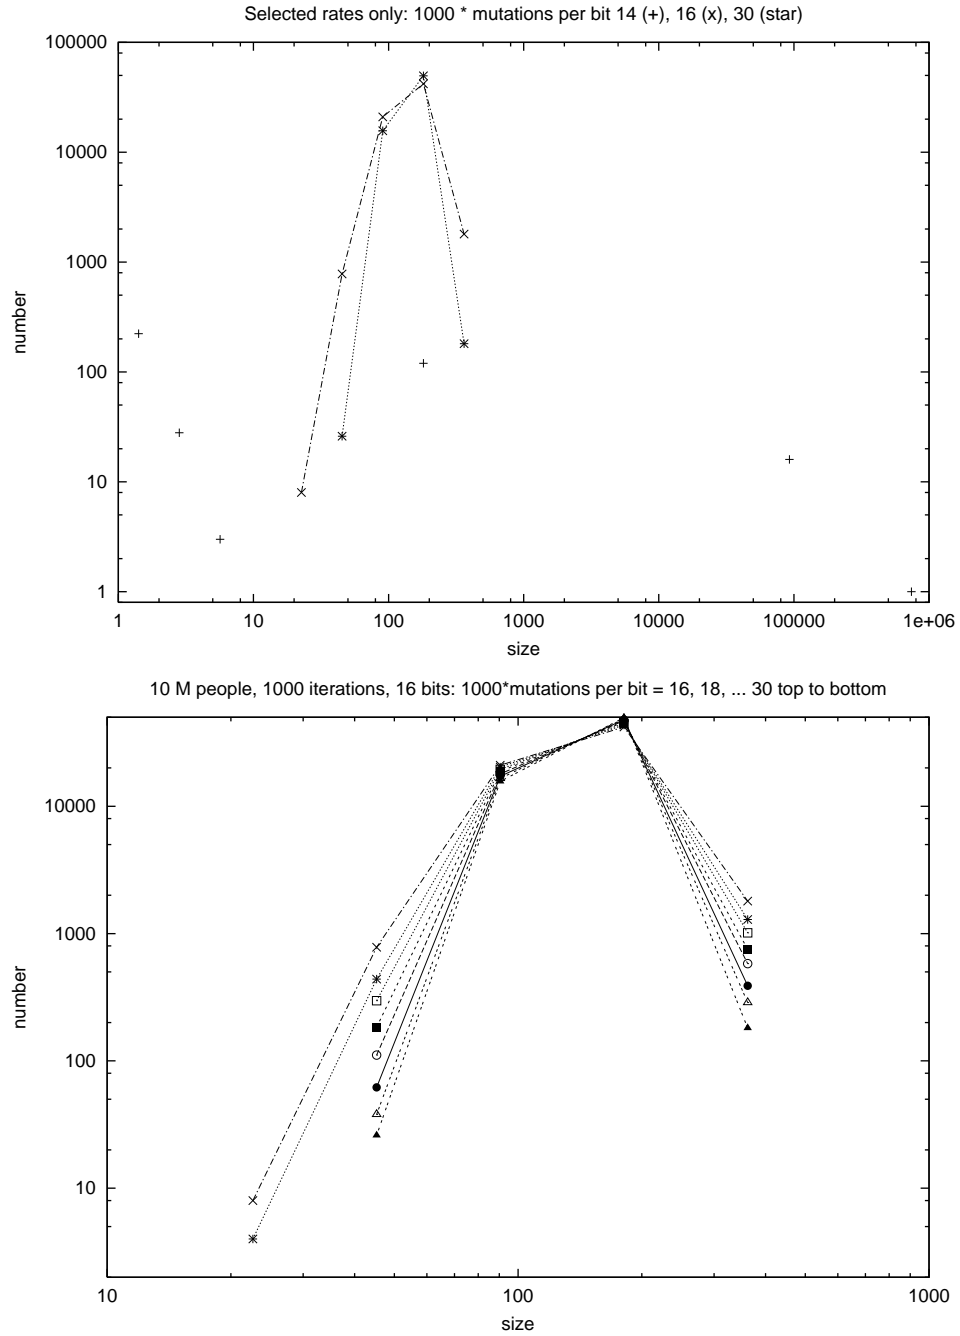 Selected rates only: 1000 * mutations per bit 14 (+), 16 (x), 30 (star)
100000
10000
1000
100
10
1
number
1 10 100 1000 10000 100000 1e+06
size
10 M people, 1000 iterations, 16 bits: 1000*mutations per bit = 16, 18, ... 30 top to bottom
10000
1000
100
10
number
10 100 1000
size